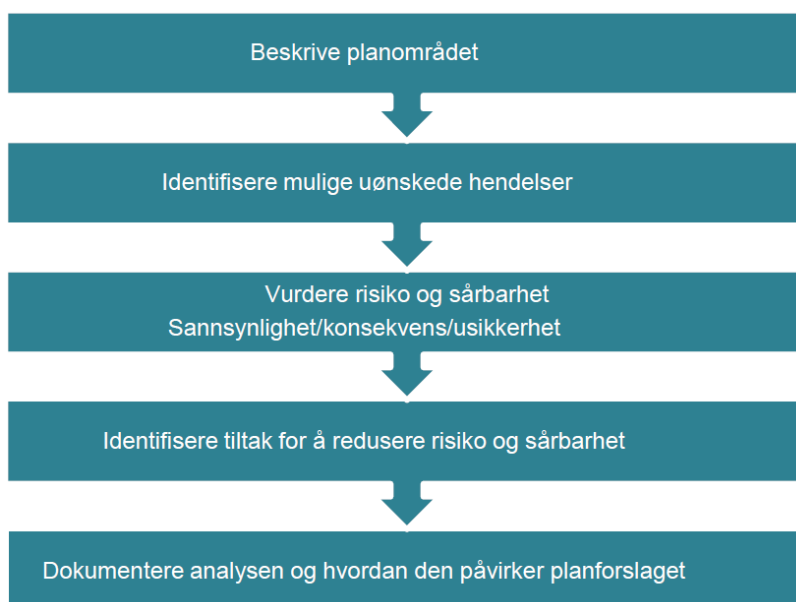 Beskrive planområdet
Identifisere mulige uønskede hendelser
Vurdere risiko og sårbarhet
Sannsynlighet/konsekvens/usikkerhet
Identifisere tiltak for å redusere risiko og sårbarhet
Dokumentere analysen og hvordan den påvirker planforslaget